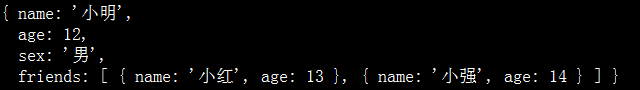 { name: '小明',
  age: 12,
  sex: '男',
  friends: [ { name: '小红', age: 13 }, { name: '小强', age: 14 } ] }